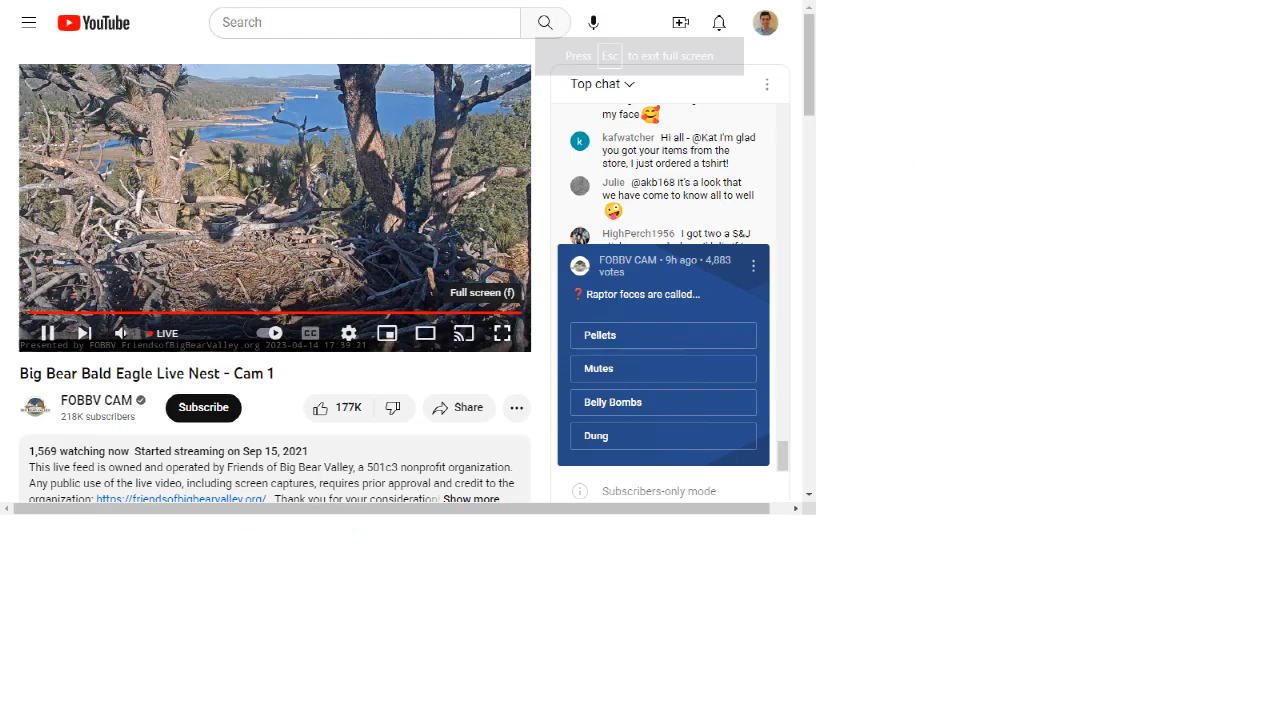 YouTube
Search
Press Esc to exit full screen
Full screen (f)
LIVE
CC
Presented by FOBBV FriendsofBigBearValley.org 2023-04-14 17:39:21
Big Bear Bald Eagle Live Nest - Cam 1
FOBBV CAM
218K subscribers
Subscribe
177K
Share
1,569 watching now Started streaming on Sep 15, 2021
This live feed is owned and operated by Friends of Big Bear Valley, a 501c3 nonprofit organization.
Any public use of the live video, including screen captures, requires prior approval and credit to the
organization: https://friendsofbigbearvalley.org/ . Thank you for your consideration! Show more
Top chat
my face
k
kafwatcher Hi all - @Kat I'm glad
you got your items from the
store, I just ordered a tshirt!
Julie @akb168 it's a look that
we have come to know all to well
HighPerch1956 I got two a S&J
FOBBV CAM • 9h ago • 4,883
votes
❓Raptor feces are called...
Pellets
Mutes
Belly Bombs
Dung
Subscribers-only mode